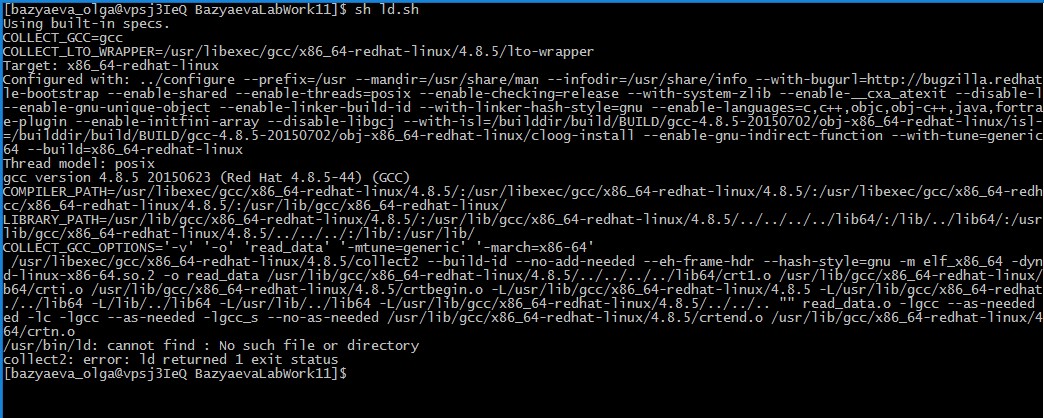 [bazyaeva_olga@vpsj3IeQ BazyaevaLabWork11]$ sh ld.sh
Using built-in specs.
COLLECT_GCC=gcc
COLLECT_LTO_WRAPPER=/usr/libexec/gcc/x86_64-redhat-linux/4.8.5/lto-wrapper
Target: x86_64-redhat-linux
Configured with: ../configure --prefix=/usr --mandir=/usr/share/man --infodir=/usr/share/info --with-bugurl=http://bugzilla.redhat
le-bootstrap --enable-shared --enable-threads=posix --enable-checking=release --with-system-zlib --enable-__cxa_atexit --disable-l
--enable-gnu-unique-object --enable-linker-build-id --with-linker-hash-style=gnu --enable-languages=c,c++,objc,obj-c++,java,fortra
e-plugin --enable-initfini-array --disable-libgcj --with-isl=/builddir/build/BUILD/gcc-4.8.5-20150702/obj-x86_64-redhat-linux/isl-
=/builddir/build/BUILD/gcc-4.8.5-20150702/obj-x86_64-redhat-linux/cloog-install --enable-gnu-indirect-function --with-tune=generic
64 --build=x86_64-redhat-linux
Thread model: posix
gcc version 4.8.5 20150623 (Red Hat 4.8.5-44) (GCC)
COMPILER_PATH=/usr/libexec/gcc/x86_64-redhat-linux/4.8.5/:/usr/libexec/gcc/x86_64-redhat-linux/4.8.5/:/usr/libexec/gcc/x86_64-redh
cc/x86_64-redhat-linux/4.8.5/:/usr/lib/gcc/x86_64-redhat-linux/
LIBRARY_PATH=/usr/lib/gcc/x86_64-redhat-linux/4.8.5/:/usr/lib/gcc/x86_64-redhat-linux/4.8.5/../../../../lib64/:/lib/../lib64/:/usr
lib/gcc/x86_64-redhat-linux/4.8.5/../../../:/lib/:/usr/lib/
COLLECT_GCC_OPTIONS='-v' '-o' 'read_data' '-mtune=generic' '-march=x86-64'
/usr/libexec/gcc/x86_64-redhat-linux/4.8.5/collect2 --build-id --no-add-needed --eh-frame-hdr --hash-style=gnu -m elf_x86_64 -dyn
d-linux-x86-64.so.2 -o read_data /usr/lib/gcc/x86_64-redhat-linux/4.8.5/../../../../lib64/crt1.o /usr/lib/gcc/x86_64-redhat-linux/
b64/crti.o /usr/lib/gcc/x86_64-redhat-linux/4.8.5/crtbegin.o -L/usr/lib/gcc/x86_64-redhat-linux/4.8.5 -L/usr/lib/gcc/x86_64-redhat
/../../lib64 -L/lib/../lib64 -L/usr/lib/../lib64 -L/usr/lib/gcc/x86_64-redhat-linux/4.8.5/../../.. "" read_data.o -lgcc --as-needed
ed -lc -lgcc --as-needed -lgcc_s --no-as-needed /usr/lib/gcc/x86_64-redhat-linux/4.8.5/crtend.o /usr/lib/gcc/x86_64-redhat-linux/4
64/crtn.o
/usr/bin/ld: cannot find : No such file or directory
collect2: error: ld returned 1 exit status
[bazyaeva_olga@vpsj3IeQ BazyaevaLabWork11]$